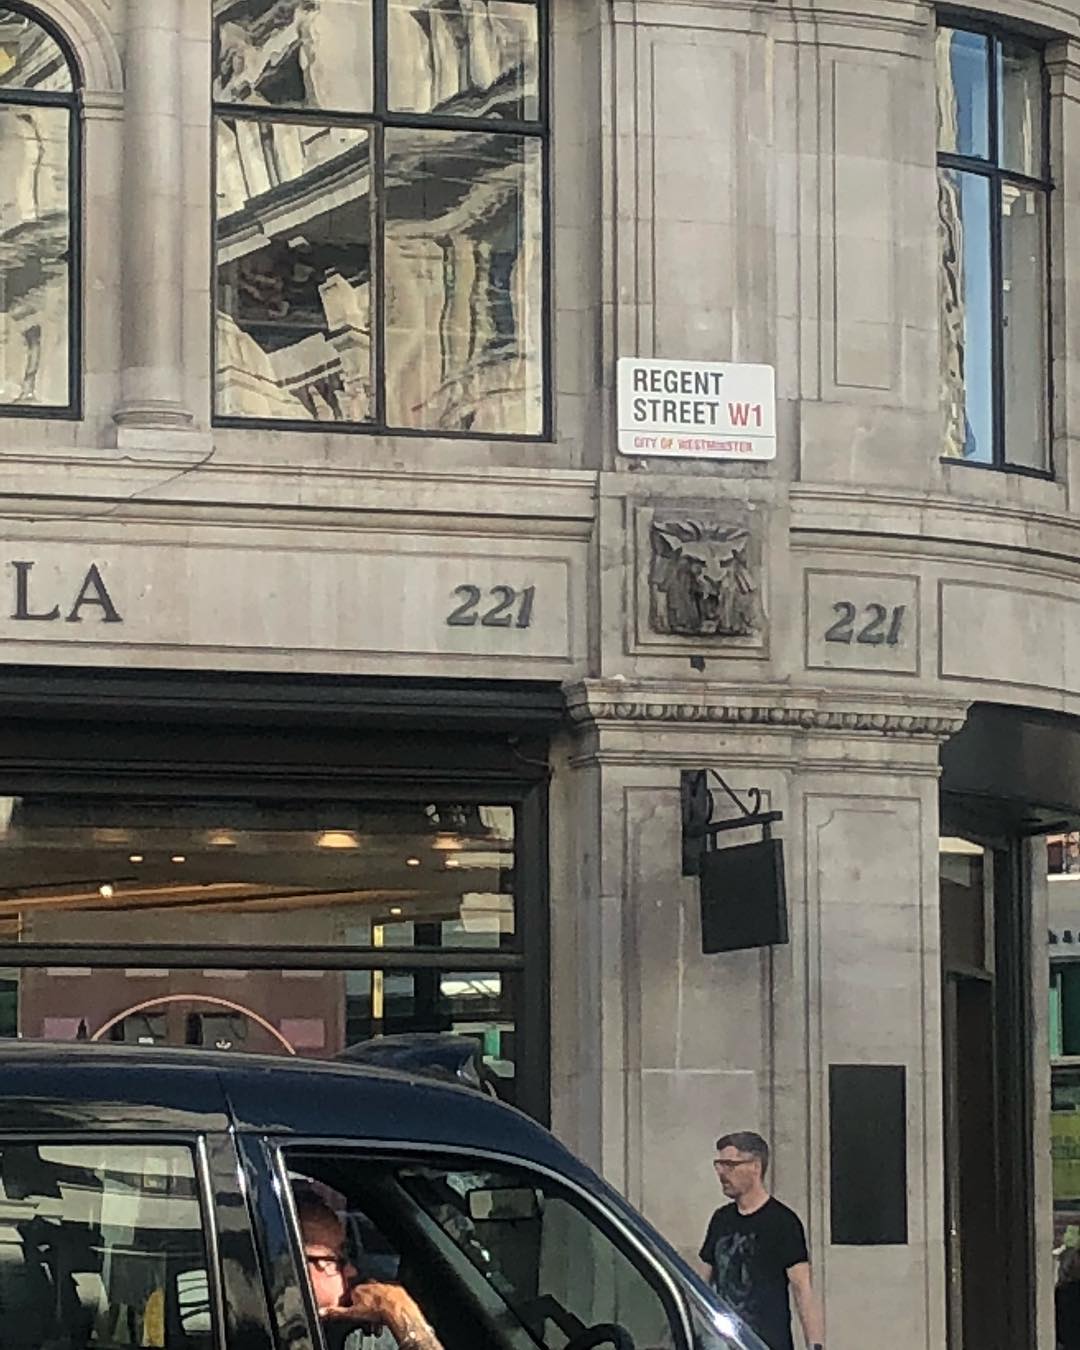 REGENT
STREET W1
CITY OF WESTMINSTER
LA
221
221